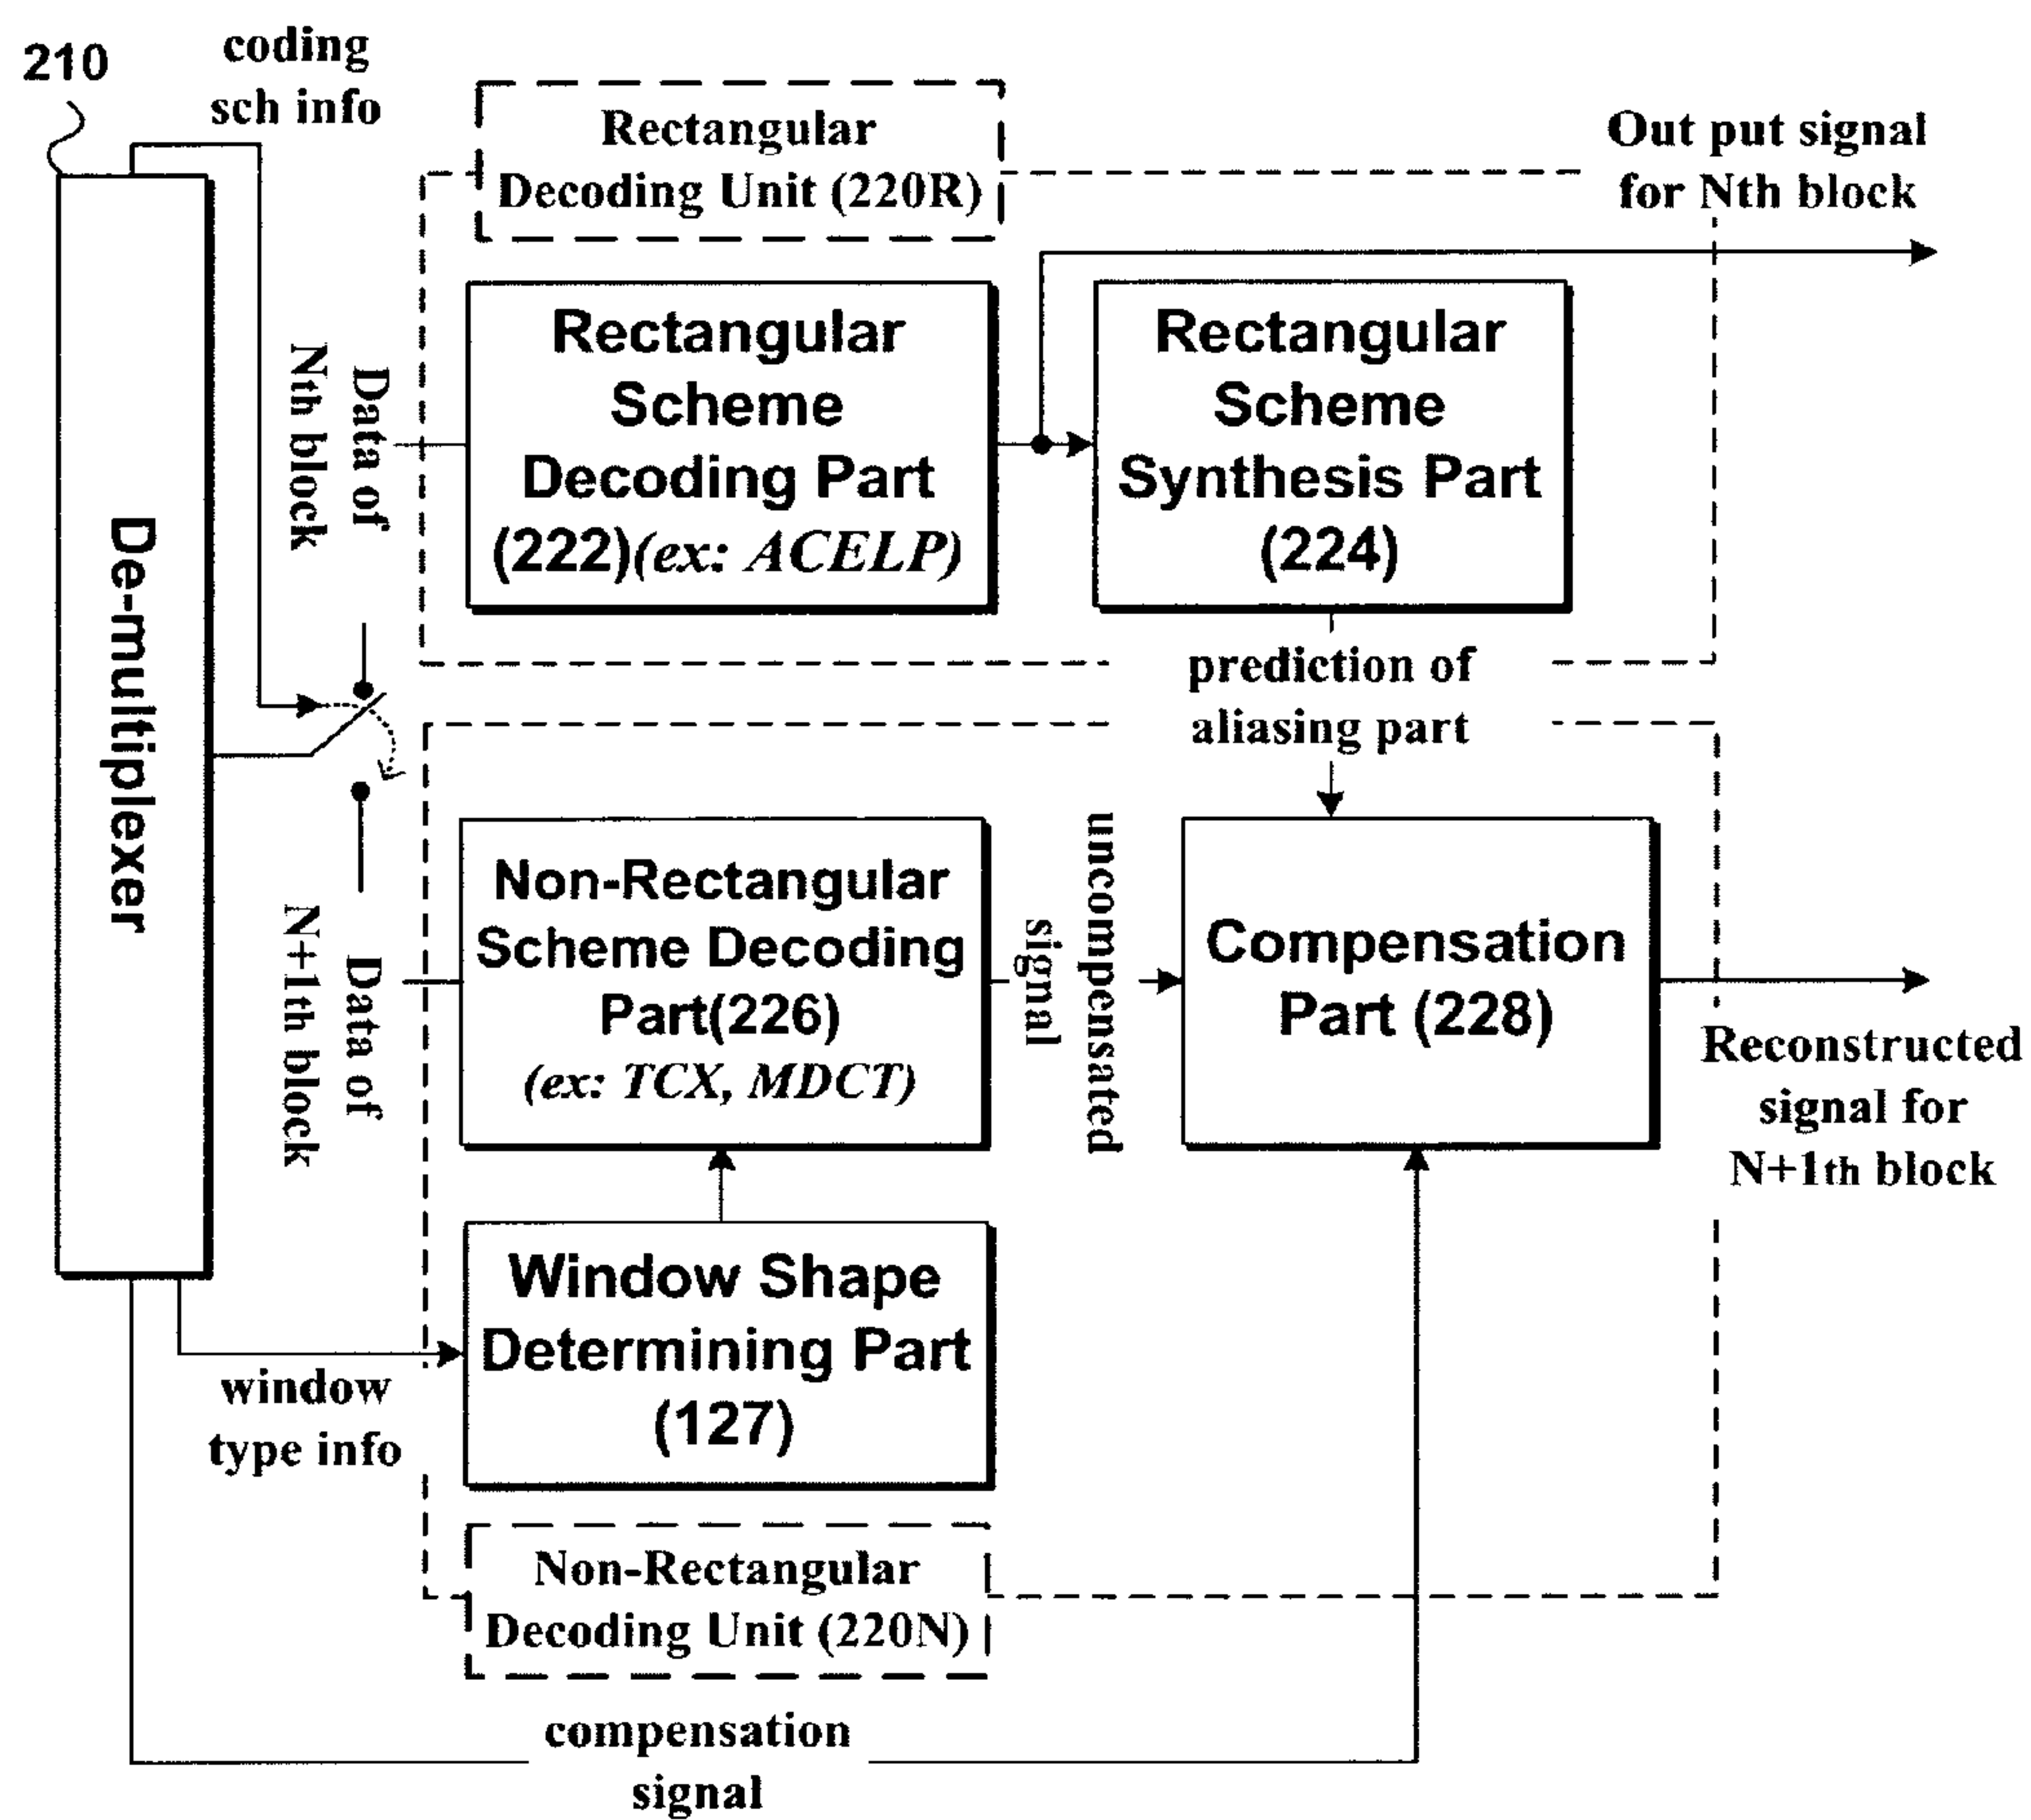 210
coding
sch info
Rectangular
Decoding Unit (220R)
Out put signal
for Nth block
De-multiplexer
Data of
Nth block
Rectangular
Scheme
Decoding Part
(222)(ex: ACELP)
Rectangular
Scheme
Synthesis Part
(224)
prediction of
aliasing part
Data of
N+1th block
Non-Rectangular
Scheme Decoding
Part(226)
(ex: TCX, MDCT)
uncompensated
signal
Compensation
Part (228)
Reconstructed
signal for
N+1th block
Window Shape
Determining Part
(127)
window
type info
Non-Rectangular
Decoding Unit (220N)
compensation
signal